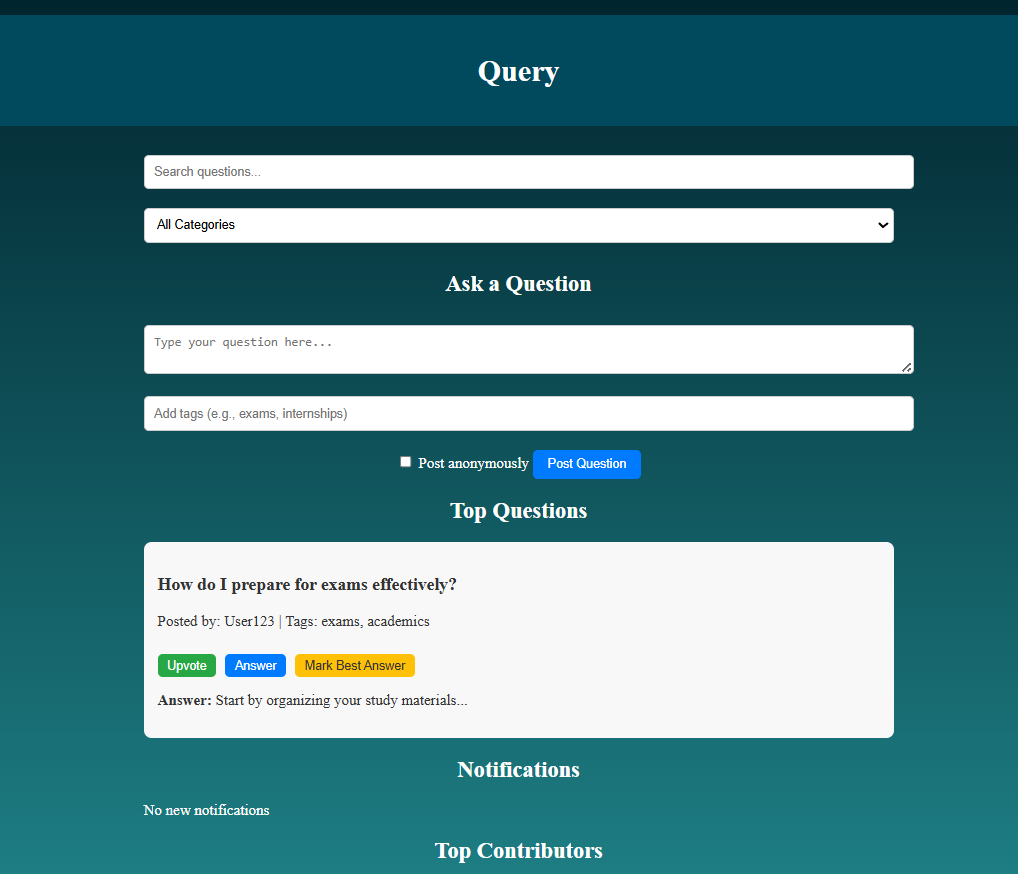 Query
Search questions...
All Categories
Ask a Question
Type your question here...
Add tags (e.g., exams, internships)
Post anonymously Post Question
Top Questions
How do I prepare for exams effectively?
Posted by: User123 | Tags: exams, academics
Upvote Answer Mark Best Answer
Answer: Start by organizing your study materials...
Notifications
No new notifications
Top Contributors